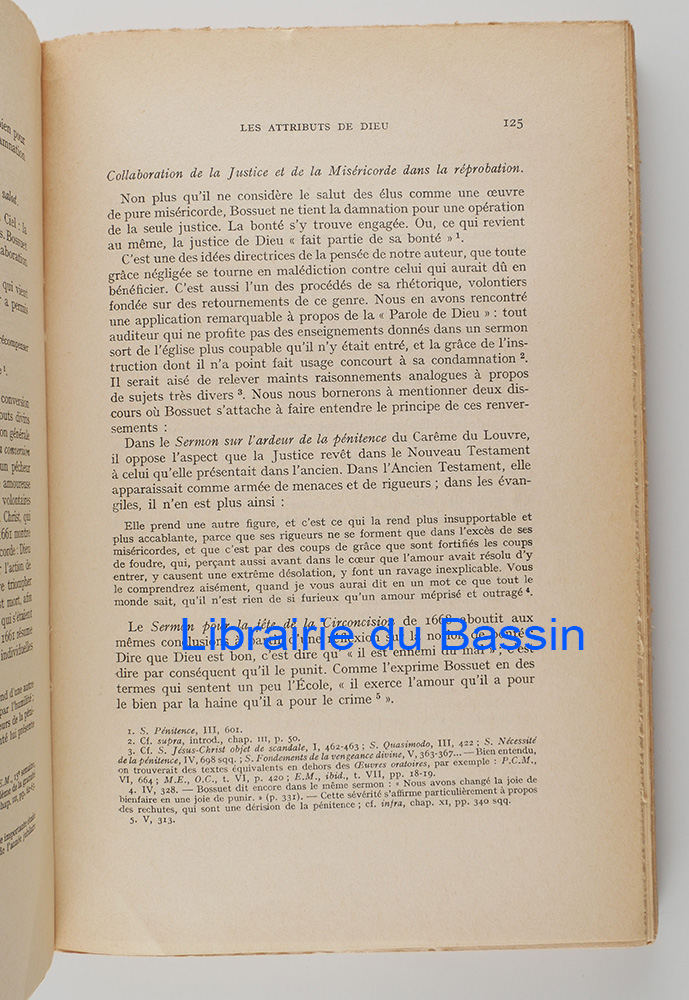 LES ATTRIBUTS DE DIEU 125
Collaboration de la Justice et de la Miséricorde dans la réprobation.
Non plus qu'il ne considère le salut des élus comme une œuvre
de pure miséricorde, Bossuet ne tient la damnation pour une opération
de la seule justice. La bonté s'y trouve engagée. Ou, ce qui revient
au même, la justice de Dieu « fait partie de sa bonté » 1.
C'est une des idées directrices de la pensée de notre auteur, que toute
grâce négligée se tourne en malédiction contre celui qui aurait dû en
bénéficier. C'est aussi l'un des procédés de sa rhétorique, volontiers
fondée sur des retournements de ce genre. Nous en avons rencontré
une application remarquable à propos de la « Parole de Dieu » : tout
auditeur qui ne profite pas des enseignements donnés dans un sermon
sort de l'église plus coupable qu'il n'y était entré, et la grâce de l'ins-
truction dont il n'a point fait usage concourt à sa condamnation 2.
Il serait aisé de relever maints raisonnements analogues à propos
de sujets très divers 3. Nous nous bornerons à mentionner deux dis-
cours où Bossuet s'attache à faire entendre le principe de ces renver-
sements :
Dans le Sermon sur l'ardeur de la pénitence du Carême du Louvre,
il oppose l'aspect que la Justice revêt dans le Nouveau Testament
à celui qu'elle présentait dans l'ancien. Dans l'Ancien Testament, elle
apparaissait comme armée de menaces et de rigueurs ; dans les évan-
giles, il n'en est plus ainsi :
Elle prend une autre figure, et c'est ce qui la rend plus insupportable et
plus accablante, parce que ses rigueurs ne se forment que dans l'excès de ses
miséricordes, et que c'est par des coups de grâce que sont fortifiés les coups
de foudre, qui, perçant aussi avant dans le cœur que l'amour avait résolu d'y
entrer, y causent une extrême désolation, y font un ravage inexplicable. Vous
le comprendrez aisément, quand je vous aurai dit en un mot ce que tout le
monde sait, qu'il n'est rien de si furieux qu'un amour méprisé et outragé 4.
Le Sermon pour la fête de la Circoncision de 1668 aboutit aux
mêmes conclusions à partir d'une réflexion sur la notion de bonté.
Librairie du Bassin
Dire que Dieu est bon, c'est dire qu'« il est ennemi du mal » ; c'est
dire par conséquent qu'il le punit. Comme l'exprime Bossuet en des
termes qui sentent un peu l'École, « il exerce l'amour qu'il a pour
le bien par la haine qu'il a pour le crime 5 ».
1. S. Pénitence, III, 601.
2. Cf. supra, introd., chap. III, p. 50.
3. Cf. S. Jésus-Christ objet de scandale, I, 462-463 ; S. Quasimodo, III, 422 ; S. Nécessité
de la pénitence, IV, 698 sqq. ; S. Fondements de la vengeance divine, V, 363-367... — Bien entendu,
on trouverait des textes équivalents en dehors des Œuvres oratoires, par exemple : P.C.M.,
VI, 664 ; M.E., O.C., t. VI, p. 420 ; E.M., ibid., t. VII, pp. 18-19.
4. IV, 328. — Bossuet dit encore dans le même sermon : « Nous avons changé la joie de
bienfaire en une joie de punir. » (p. 331). — Cette sévérité s'affirme particulièrement à propos
des rechutes, qui sont une dérision de la pénitence ; cf. infra, chap. XI, pp. 340 sqq.
5. V, 313.